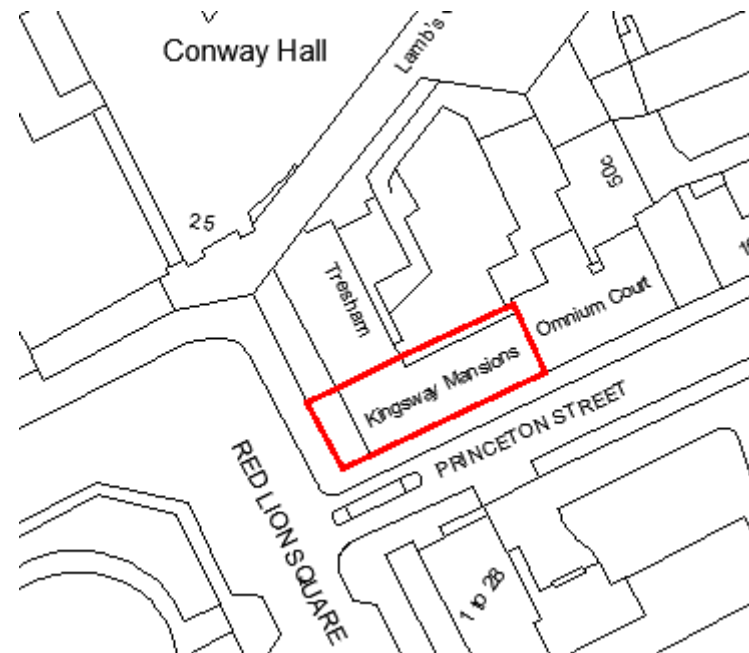 Conway Hall
Lamb's
25
50c
Tresham
Omnium Court
Kingsway Mansions
PRINCETON STREET
RED LION SQUARE
1 to 28